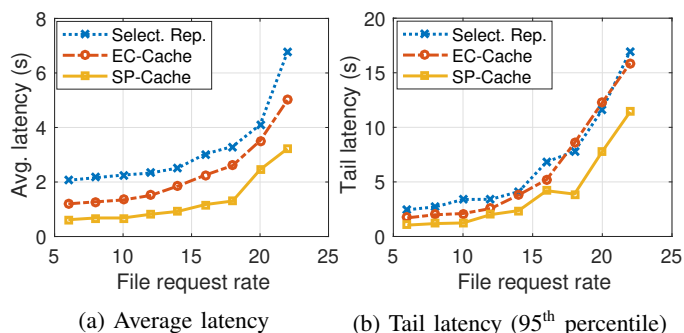 8
6
4
2
0
Avg. latency (s)
Select. Rep.
EC-Cache
SP-Cache
5
10
15
20
25
File request rate
(a) Average latency
20
15
10
5
0
Tail latency (s)
Select. Rep.
EC-Cache
SP-Cache
5
10
15
20
25
File request rate
(b) Tail latency (95th percentile)